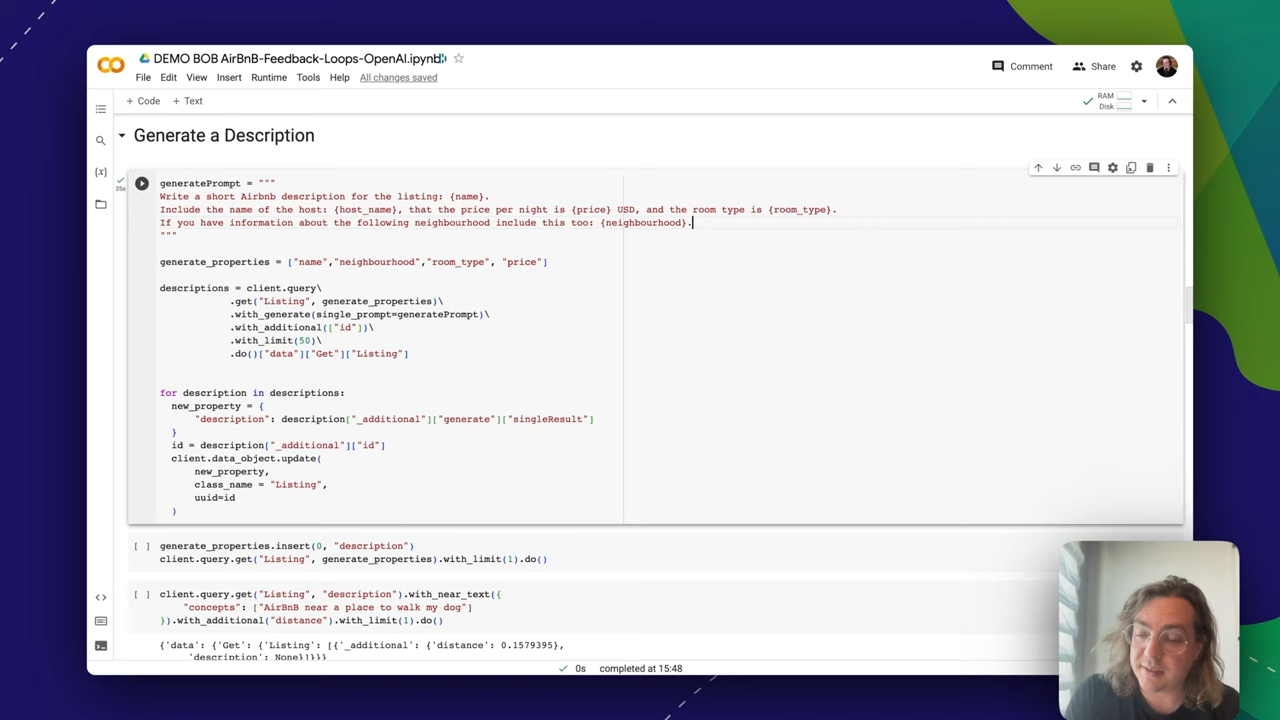 DEMO BOB AirBnB-Feedback-Loops-OpenAI.ipynb
File Edit View Insert Runtime Tools Help All changes saved
Comment Share
+ Code + Text
RAM
Disk
Generate a Description
35s
generatePrompt = """
Write a short Airbnb description for the listing: {name}.
Include the name of the host: {host_name}, that the price per night is {price} USD, and the room type is {room_type}.
If you have information about the following neighbourhood include this too: {neighbourhood}.
"""
generate_properties = ["name","neighbourhood","room_type", "price"]
descriptions = client.query\
.get("Listing", generate_properties)\
.with_generate(single_prompt=generatePrompt)\
.with_additional(["id"])\
.with_limit(50)\
.do()["data"]["Get"]["Listing"]
for description in descriptions:
new_property = {
"description": description["_additional"]["generate"]["singleResult"]
}
id = description["_additional"]["id"]
client.data_object.update(
new_property,
class_name = "Listing",
uuid=id
)
[ ] generate_properties.insert(0, "description")
client.query.get("Listing", generate_properties).with_limit(1).do()
[ ] client.query.get("Listing", "description").with_near_text({
"concepts": ["AirBnB near a place to walk my dog"]
}).with_additional("distance").with_limit(1).do()
{'data': {'Get': {'Listing': [{'_additional': {'distance': 0.1579395},
'description': None}]}}}
0s completed at 15:48